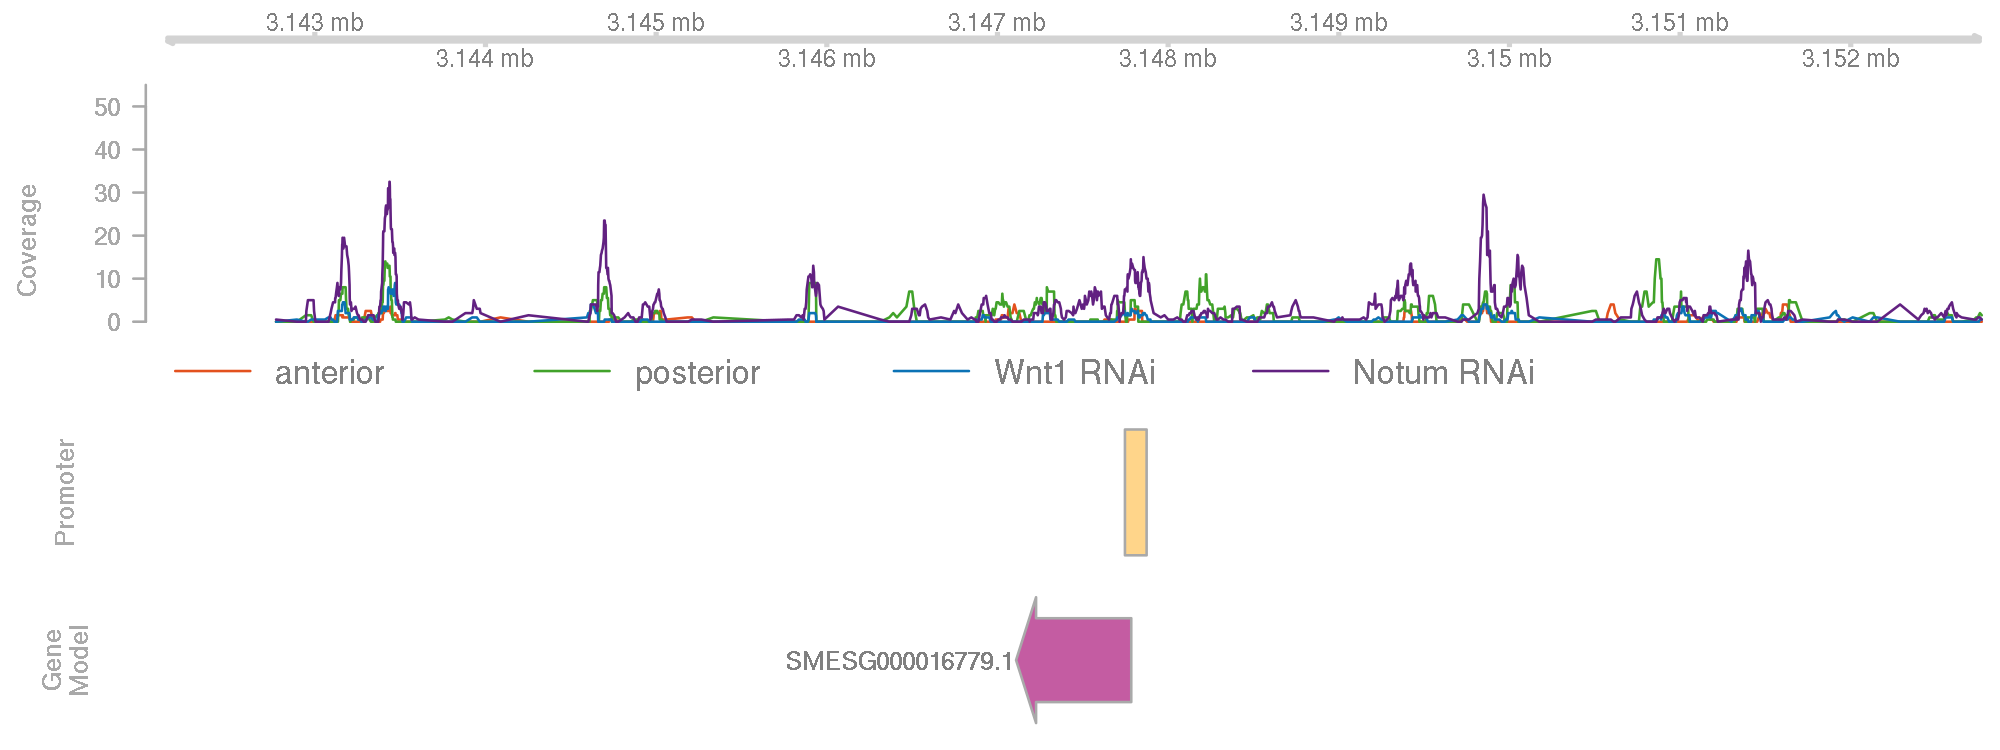 3.143 mb 3.145 mb 3.147 mb 3.149 mb 3.151 mb
3.144 mb 3.146 mb 3.148 mb 3.15 mb 3.152 mb
50
40
30
20
10
0
Coverage
anterior posterior Wnt1 RNAi Notum RNAi
Promoter
Gene
Model
SMESG000016779.1